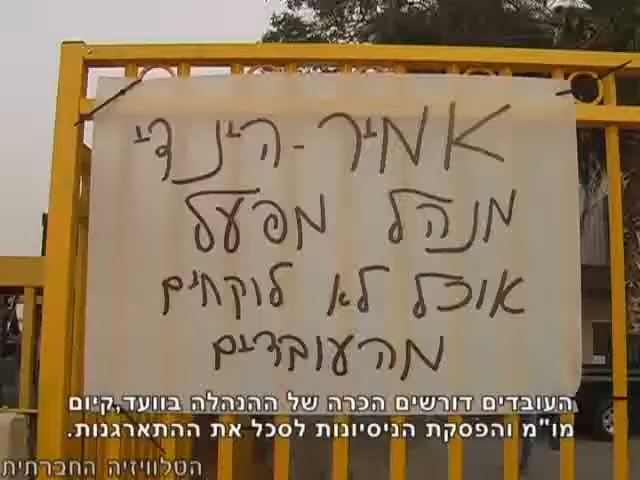 אמיר-הינדי
מנהל מפעל
אוכל לא לוקחים
מהעובדים
העובדים דורשים הכרה של ההנהלה בוועד,קיום
מו"מ והפסקת הניסיונות לסכל את ההתארגנות.
הטלוויזיה החברתית